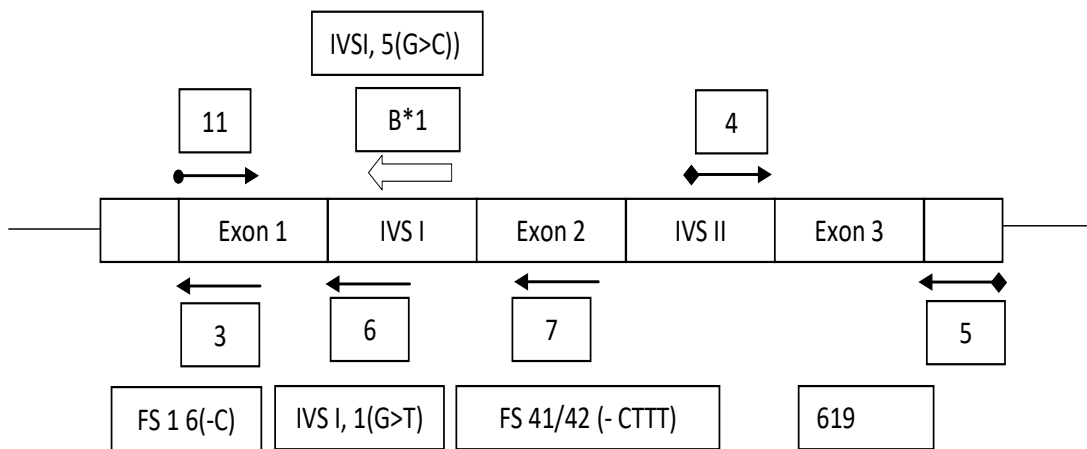 IVSI, 5(G>C))
11
B*1
4
Exon 1
IVS I
Exon 2
IVS II
Exon 3
3
6
7
5
FS 1 6(-C)
IVS I, 1(G>T)
FS 41/42 (- CTTT)
619